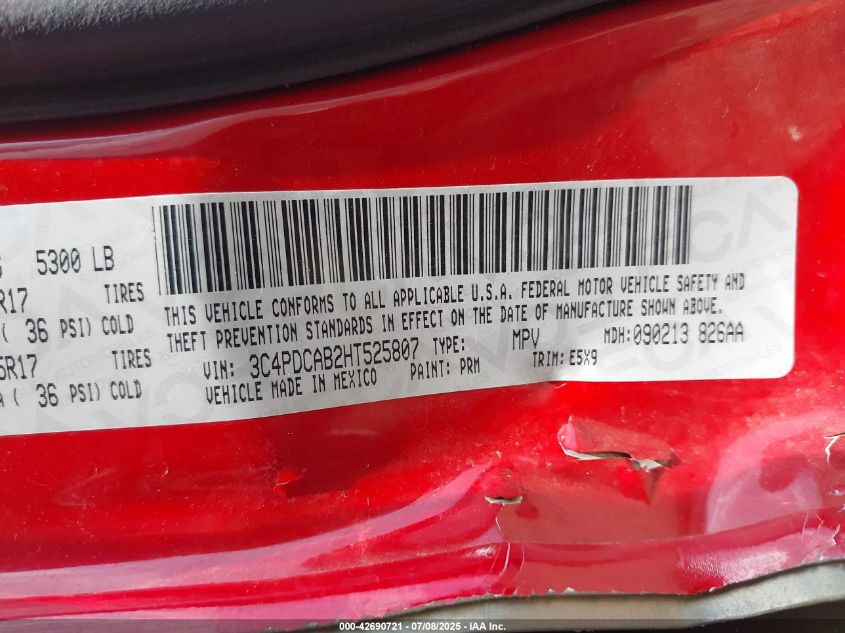 5300 LB
R17 TIRES
( 36 PSI) COLD
5R17 TIRES
A ( 36 PSI) COLD
THIS VEHICLE CONFORMS TO ALL APPLICABLE U.S.A. FEDERAL MOTOR VEHICLE SAFETY AND
THEFT PREVENTION STANDARDS IN EFFECT ON THE DATE OF MANUFACTURE SHOWN ABOVE.
VIN: 3C4PDCAB2HT525807 TYPE: MPV MDH: 090213 826AA
VEHICLE MADE IN MEXICO PAINT: PRM TRIM: E5X9
000-42690721 - 07/08/2025 - IAA Inc.